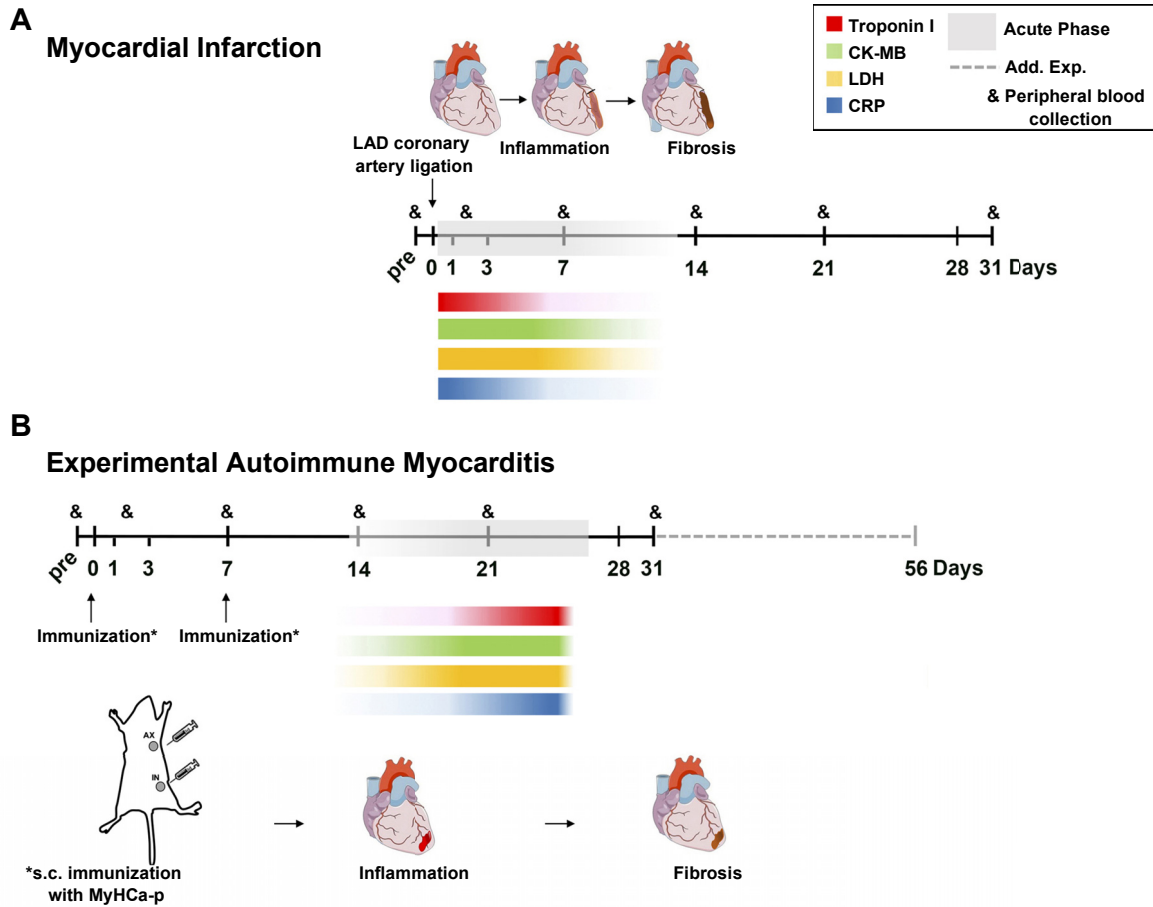 A
Myocardial Infarction
Troponin I
CK-MB
LDH
CRP
Acute Phase
Add. Exp.
& Peripheral blood
collection
LAD coronary
artery ligation
Inflammation
Fibrosis
& & & & & &
pre 0 1 3 7 14 21 28 31 Days
B
Experimental Autoimmune Myocarditis
& & & & & &
pre 0 1 3 7 14 21 28 31 56 Days
Immunization* Immunization*
AX
IN
*s.c. immunization
with MyHCa-p
Inflammation
Fibrosis